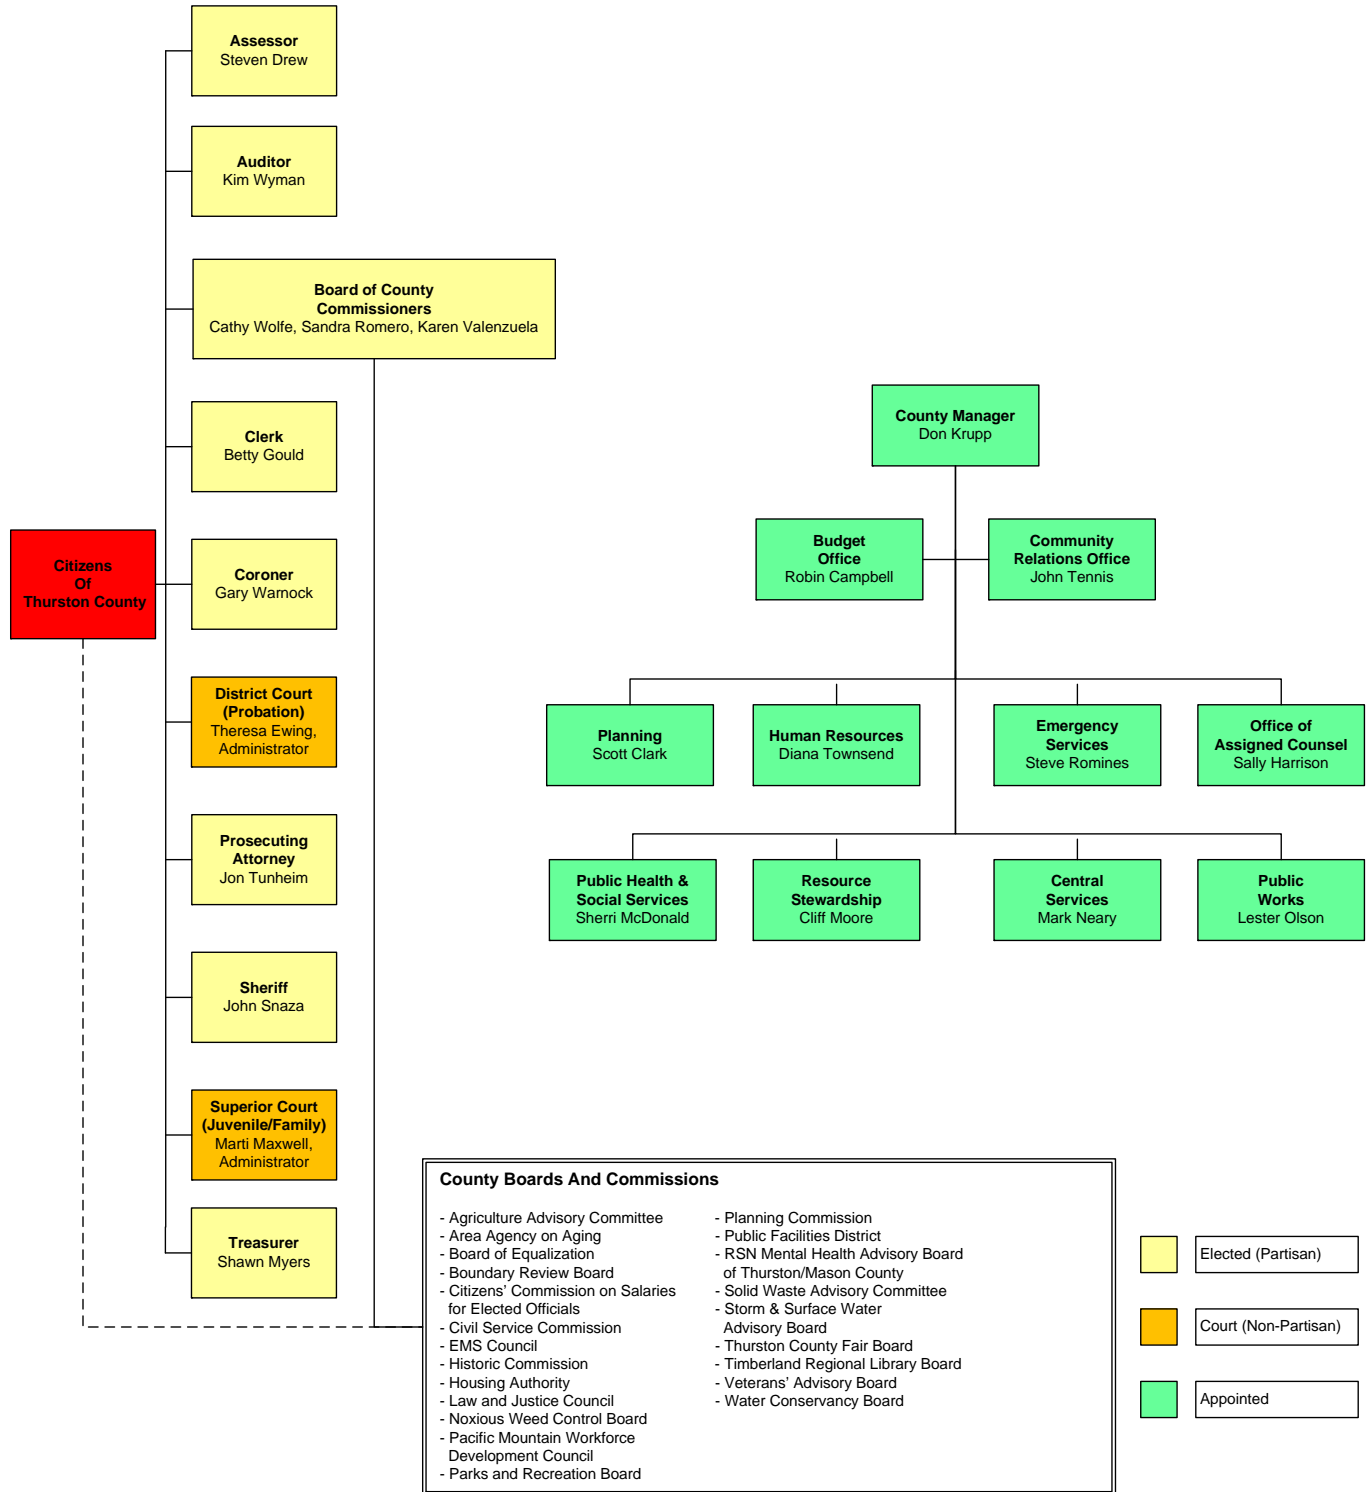 Assessor
Steven Drew
Auditor
Kim Wyman
Board of County
Commissioners
Cathy Wolfe, Sandra Romero, Karen Valenzuela
Clerk
Betty Gould
Citizens
Of
Thurston County
Coroner
Gary Warnock
District Court
(Probation)
Theresa Ewing,
Administrator
Prosecuting
Attorney
Jon Tunheim
Sheriff
John Snaza
Superior Court
(Juvenile/Family)
Marti Maxwell,
Administrator
Treasurer
Shawn Myers
County Manager
Don Krupp
Budget
Office
Robin Campbell
Community
Relations Office
John Tennis
Planning
Scott Clark
Human Resources
Diana Townsend
Emergency
Services
Steve Romines
Office of
Assigned Counsel
Sally Harrison
Public Health &
Social Services
Sherri McDonald
Resource
Stewardship
Cliff Moore
Central
Services
Mark Neary
Public
Works
Lester Olson
County Boards And Commissions
- Agriculture Advisory Committee
- Area Agency on Aging
- Board of Equalization
- Boundary Review Board
- Citizens' Commission on Salaries
for Elected Officials
- Civil Service Commission
- EMS Council
- Historic Commission
- Housing Authority
- Law and Justice Council
- Noxious Weed Control Board
- Pacific Mountain Workforce
Development Council
- Parks and Recreation Board
- Planning Commission
- Public Facilities District
- RSN Mental Health Advisory Board
of Thurston/Mason County
- Solid Waste Advisory Committee
- Storm & Surface Water
Advisory Board
- Thurston County Fair Board
- Timberland Regional Library Board
- Veterans' Advisory Board
- Water Conservancy Board
Elected (Partisan)
Court (Non-Partisan)
Appointed